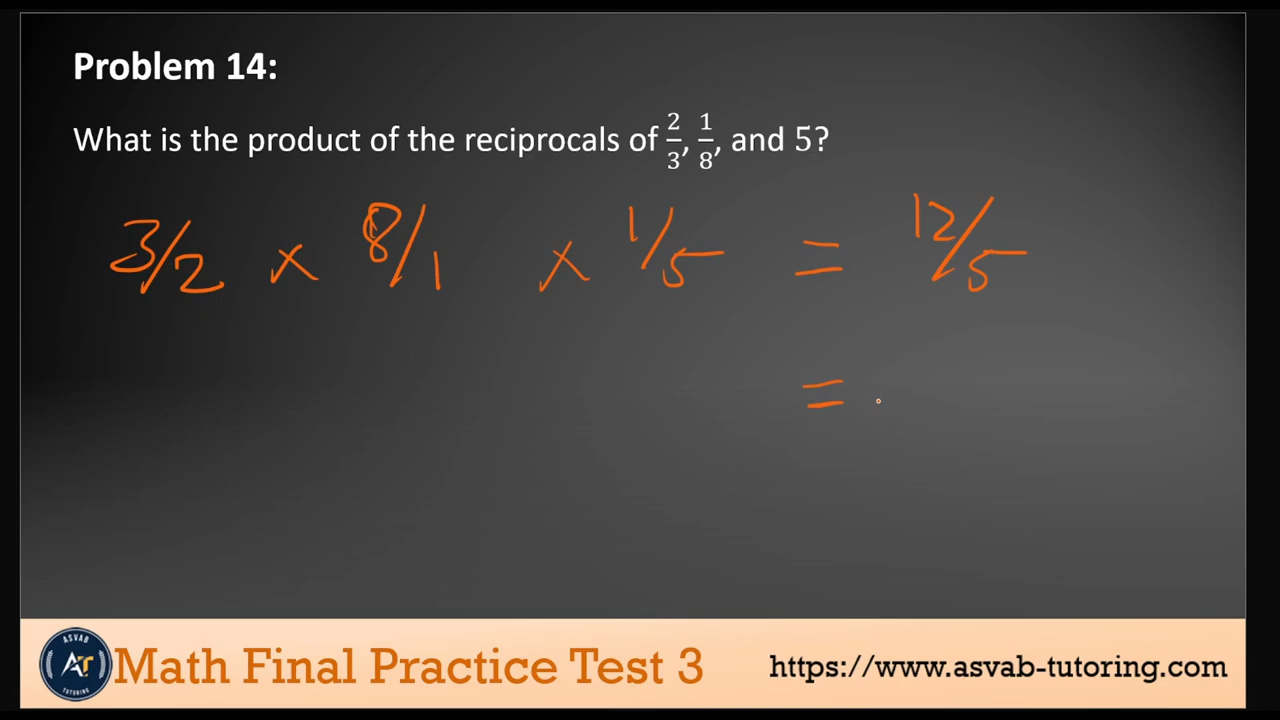 Problem 14:
What is the product of the reciprocals of 2/3, 1/8, and 5?
3/2 × 8/1 × 1/5 = 12/5
=
ASVAB
AT
TUTORING
Math Final Practice Test 3
https://www.asvab-tutoring.com